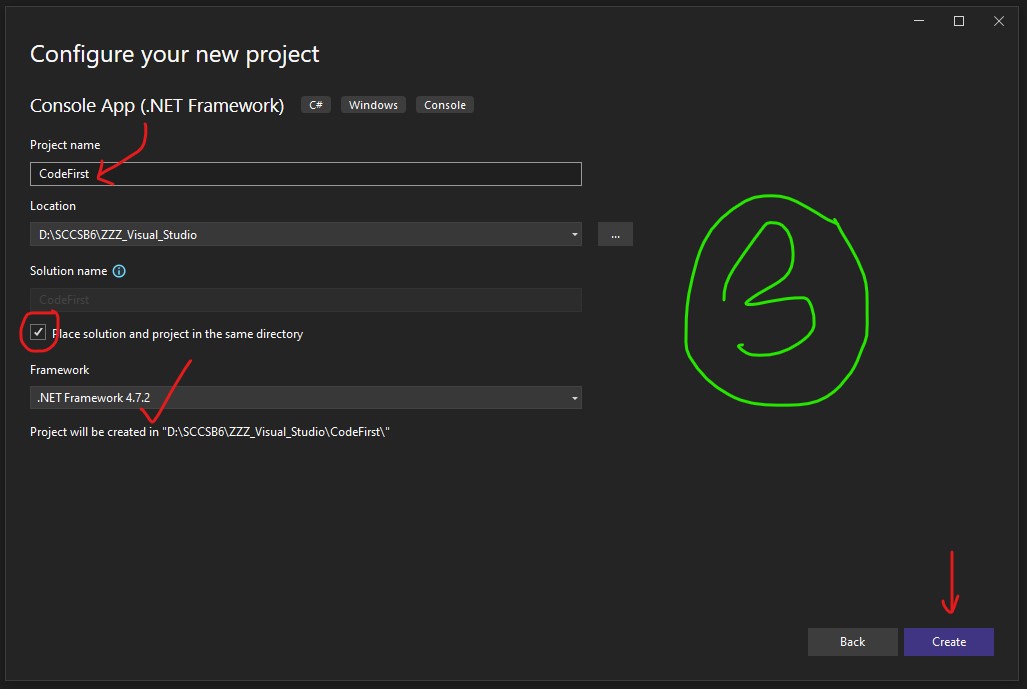 Configure your new project
Console App (.NET Framework) C# Windows Console
Project name
CodeFirst
Location
D:\SCCSB6\ZZZ_Visual_Studio ...
Solution name
CodeFirst
Place solution and project in the same directory
Framework
.NET Framework 4.7.2
Project will be created in "D:\SCCSB6\ZZZ_Visual_Studio\CodeFirst\"
3
Back Create